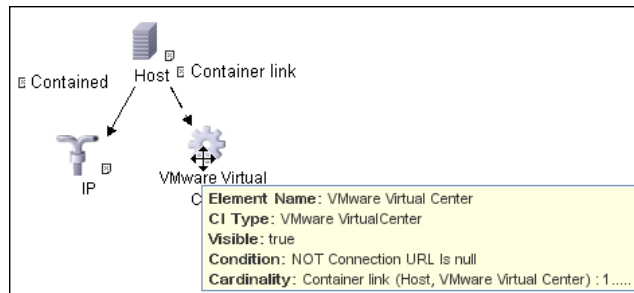 Host
Contained
Container link
IP
VMware Virtual
C
Element Name: VMware Virtual Center
CI Type: VMware VirtualCenter
Visible: true
Condition: NOT Connection URL Is null
Cardinality: Container link (Host, VMware Virtual Center) : 1.....